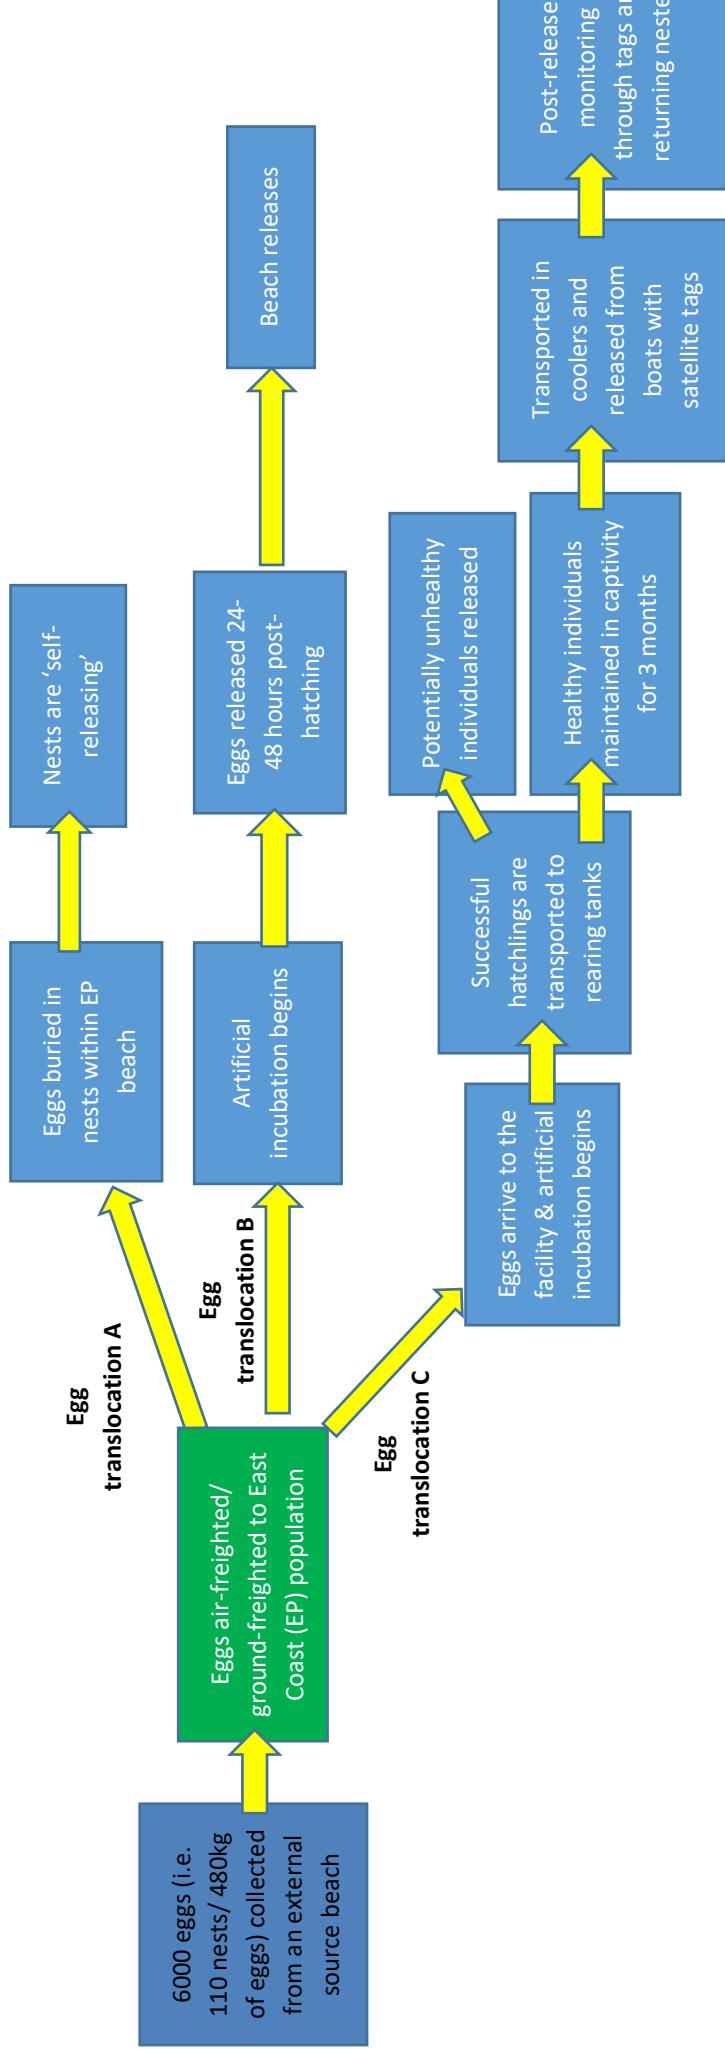 6000 eggs (i.e.
110 nests/ 480kg
of eggs) collected
from an external
source beach
Eggs air-freighted/
ground-freighted to East
Coast (EP) population
Egg
translocation A
Eggs buried in
nests within EP
beach
Nests are ‘self-
releasing’
Egg
translocation B
Artificial
incubation begins
Eggs released 24-
48 hours post-
hatching
Beach releases
Egg
translocation C
Eggs arrive to the
facility & artificial
incubation begins
Successful
hatchlings are
transported to
rearing tanks
Potentially unhealthy
individuals released
Healthy individuals
maintained in captivity
for 3 months
Transported in
coolers and
released from
boats with
satellite tags
Post-release
monitoring
through tags
returning